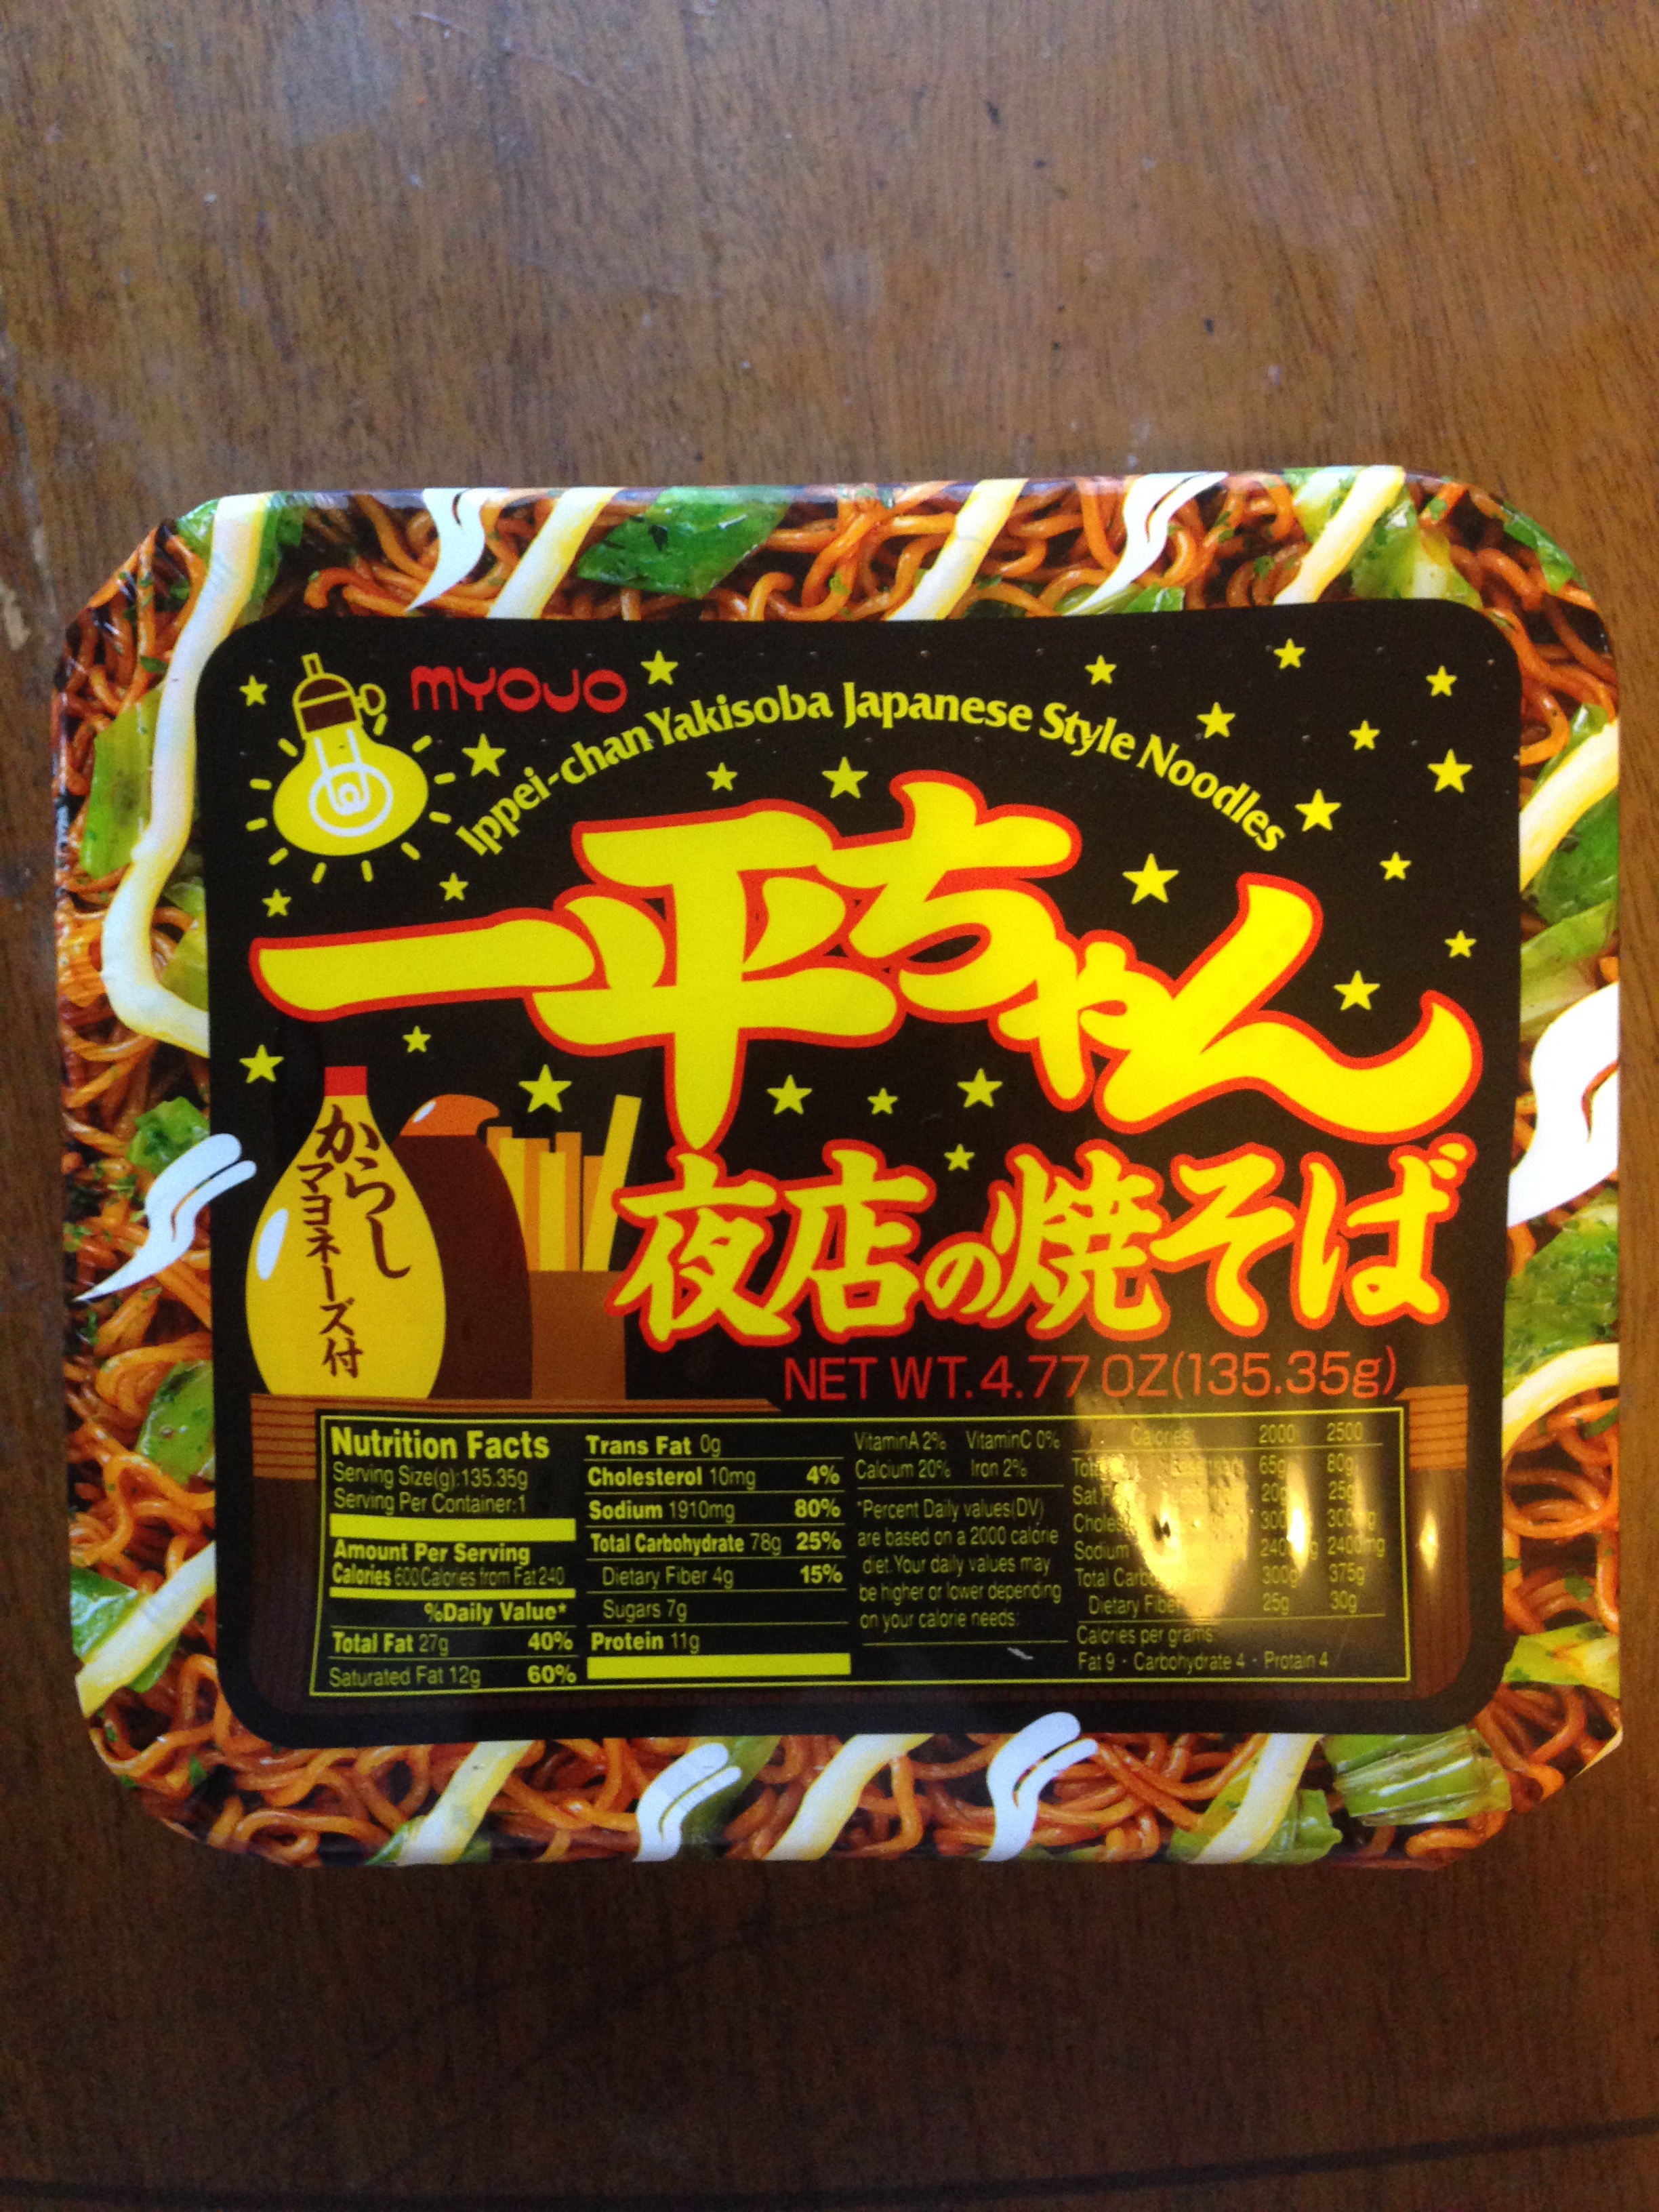 MYOJO
Ippei-chan Yakisoba Japanese Style Noodles
一平ちゃん
夜店の焼そば
からし
マヨネーズ付
NET WT.4.77 OZ(135.35g)
Nutrition Facts
Serving Size(g):135.35g
Serving Per Container:1
Amount Per Serving
Calories 600 Calories from Fat 240
%Daily Value*
Total Fat 27g 40%
Saturated Fat 12g 60%
Trans Fat 0g
Cholesterol 10mg 4%
Sodium 1910mg 80%
Total Carbohydrate 78g 25%
Dietary Fiber 4g 15%
Sugars 7g
Protein 11g
VitaminA 2% VitaminC 0%
Calcium 20% Iron 2%
*Percent Daily values(DV)
are based on a 2000 calorie
diet. Your daily values may
be higher or lower depending
on your calorie needs:
Calories 2000 2500
65g 80g
Sat 20g 25g
Sodium 2400mg
Total 300g 375g
Dietary 25g 30g
Calories per grams:
Fat 9 · Carbohydrate 4 · Protain 4